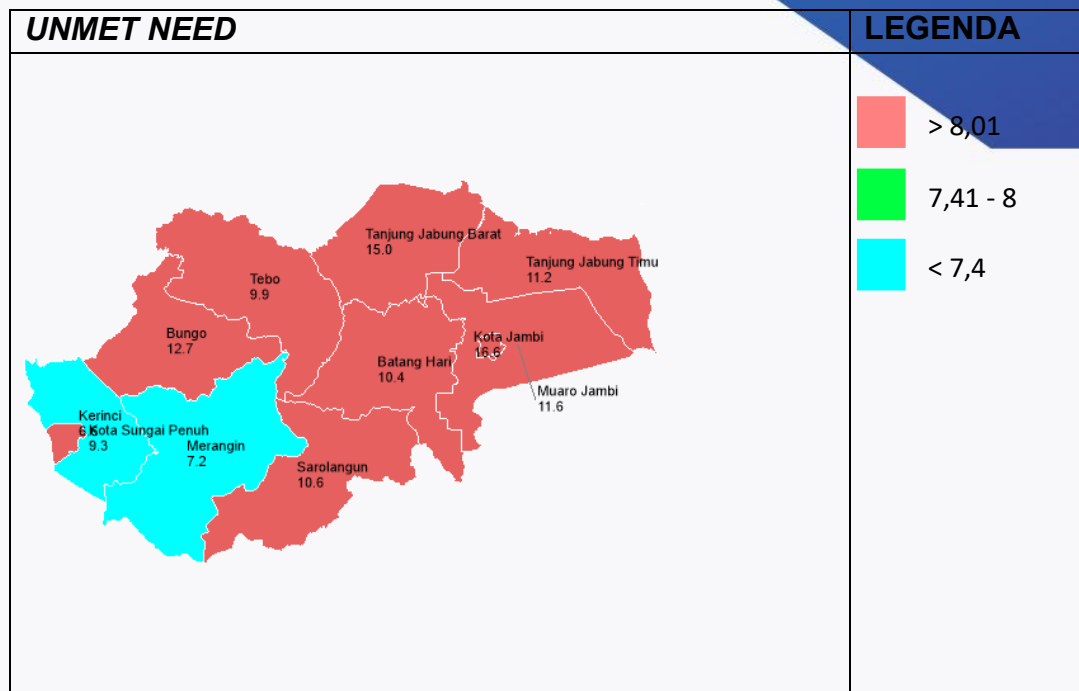 UNMET NEED
LEGENDA
> 8,01
7,41 - 8
< 7,4
Tanjung Jabung Barat
15.0
Tanjung Jabung Timu
11.2
Tebo
9.9
Bungo
12.7
Kota Jambi
16.6
Batang Hari
10.4
Muaro Jambi
11.6
Kerinci
Kota Sungai Penuh
9.3
Merangin
7.2
Sarolangun
10.6